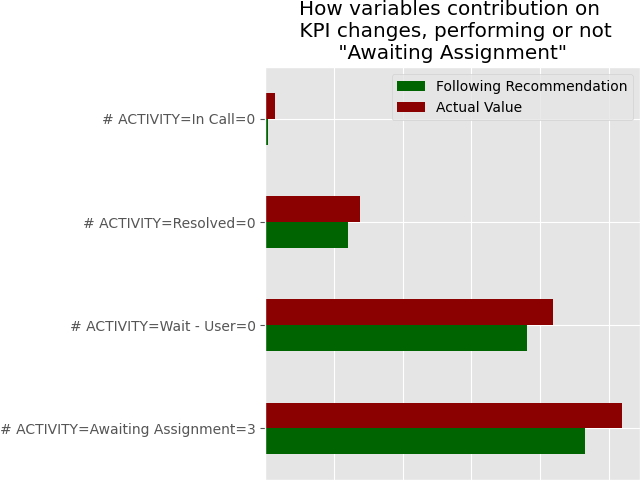 How variables contribution on
KPI changes, performing or not
"Awaiting Assignment"
Following Recommendation
Actual Value
# ACTIVITY=In Call=0
# ACTIVITY=Resolved=0
# ACTIVITY=Wait - User=0
# ACTIVITY=Awaiting Assignment=3